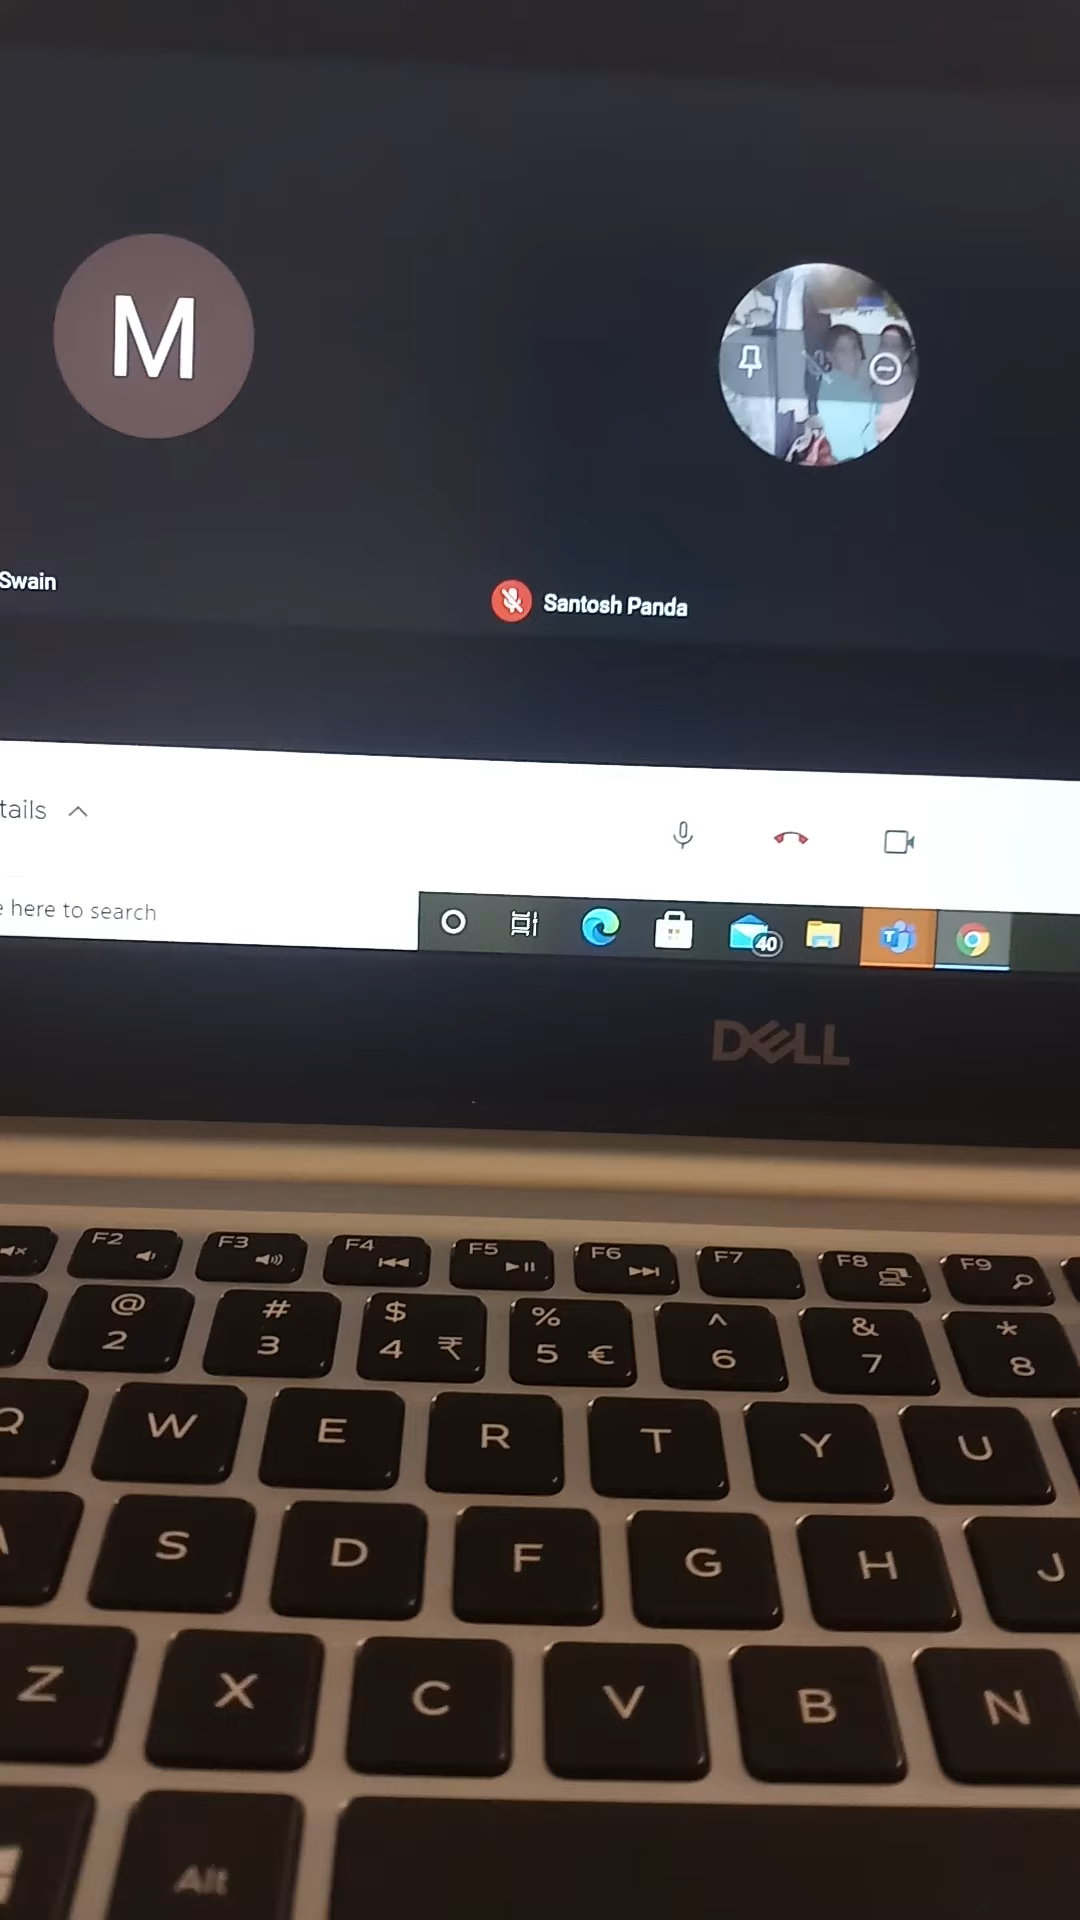 M
Swain
Santosh Panda
tails
here to search
40
DELL
F2 F3 F4 F5 F6 F7 F8 F9
@ # $ % ^ & *
2 3 4 ₹ 5 € 6 7 8
Q W E R T Y U
A S D F G H J
Z X C V B N
Alt